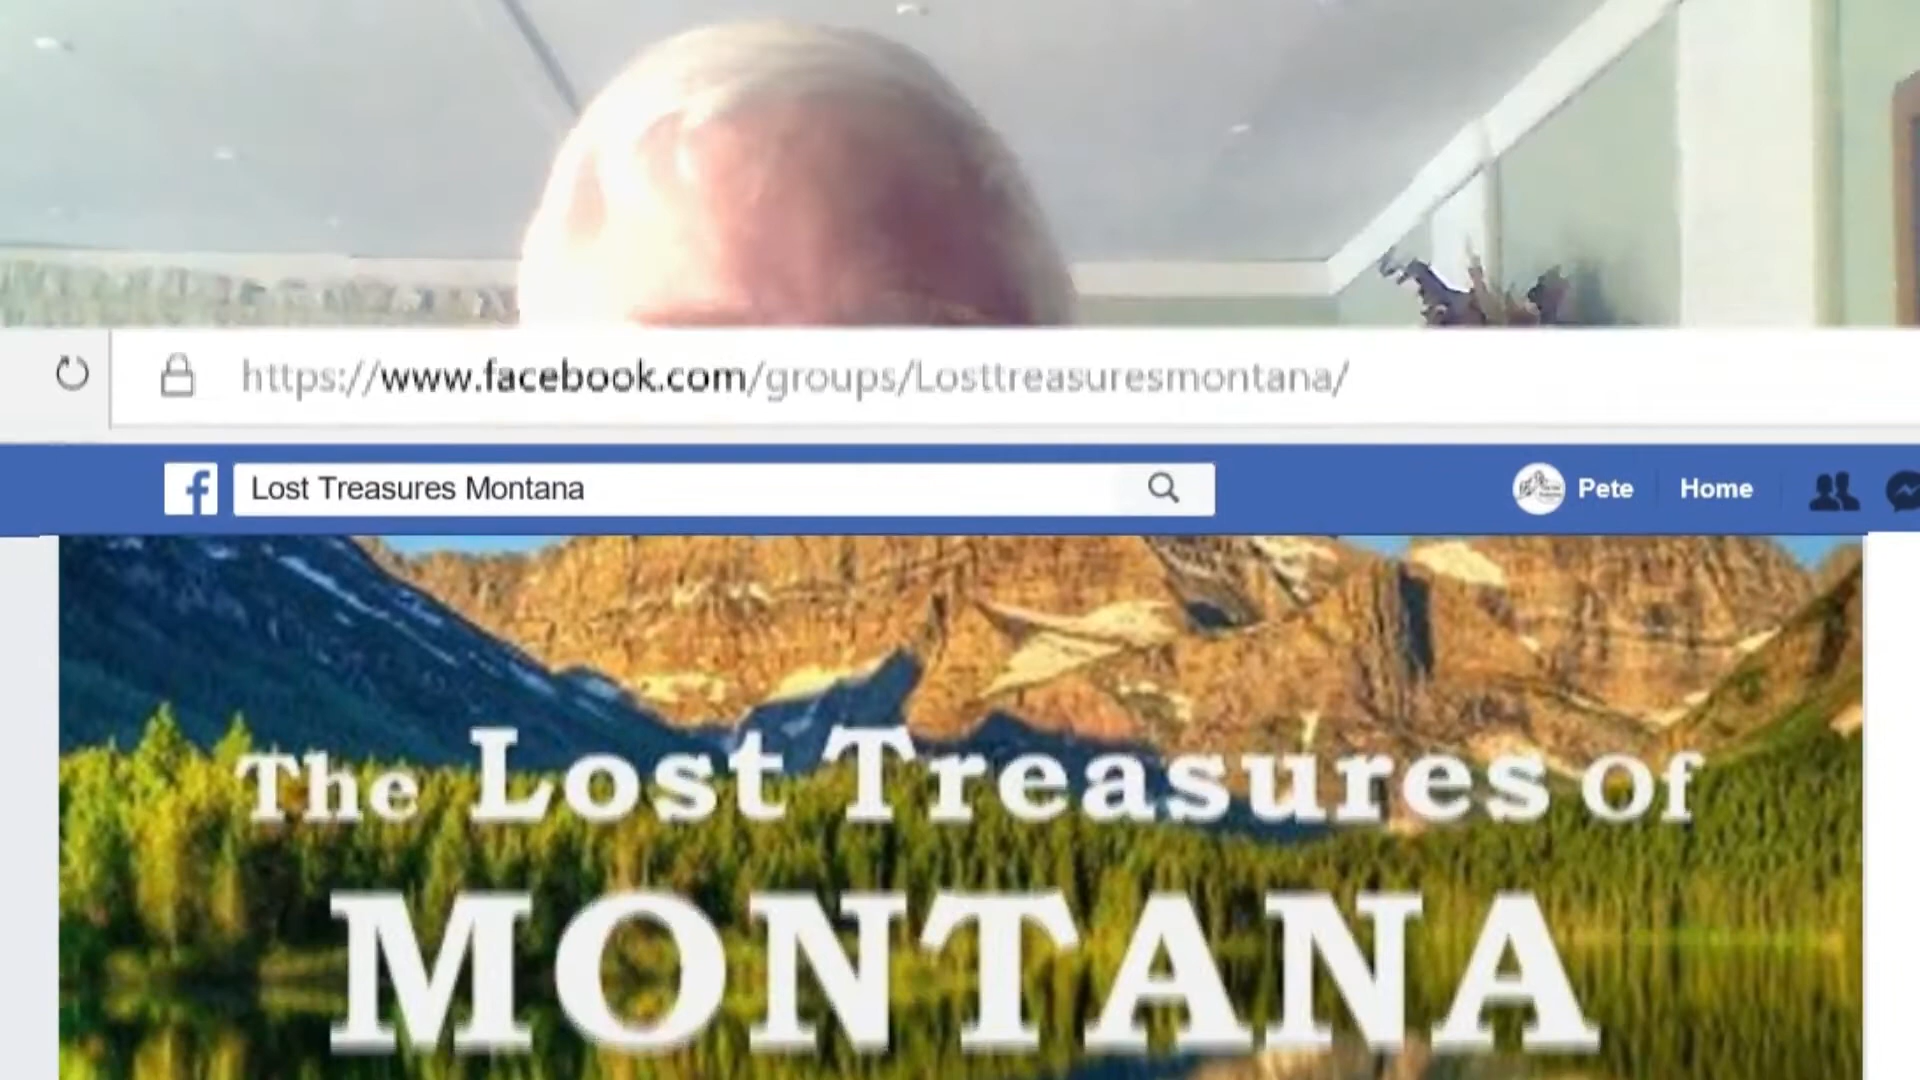 https://www.facebook.com/groups/Losttreasuresmontana/
f Lost Treasures Montana Pete Home
The Lost Treasures Of
MONTANA